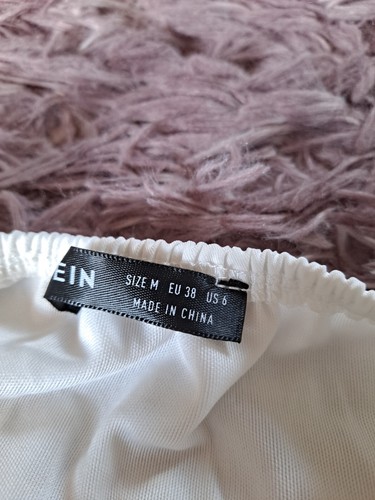 EIN SIZE M EU 38 US 6
MADE IN CHINA